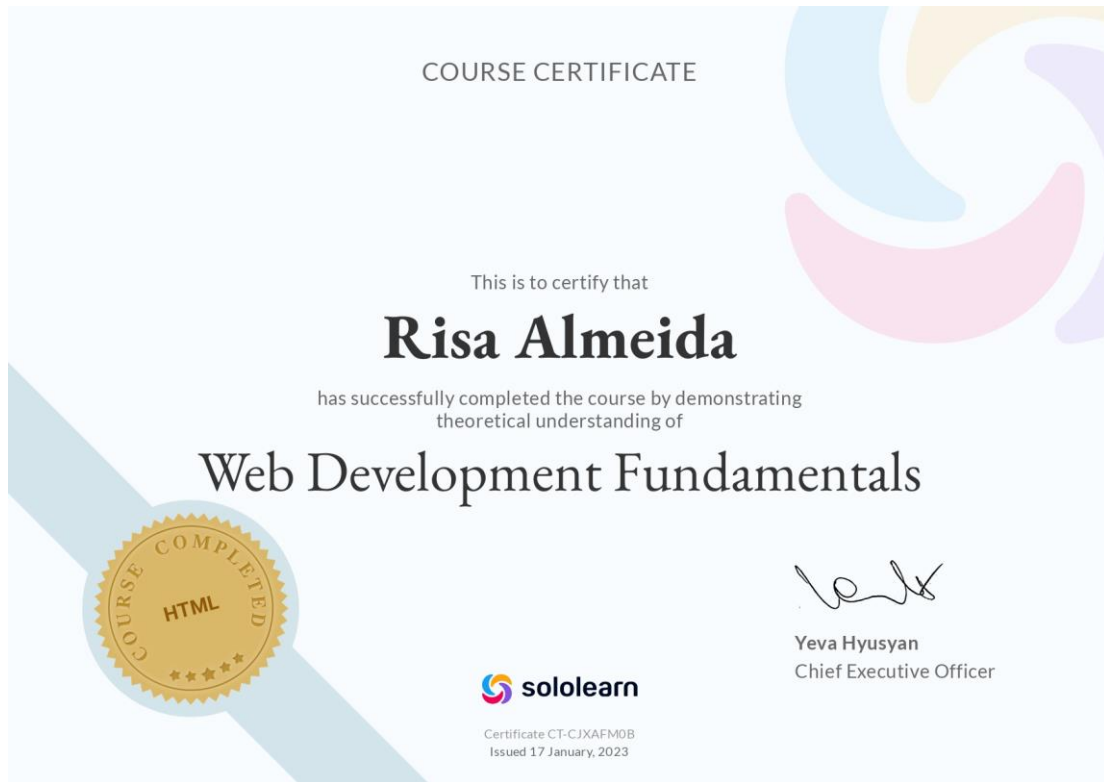 COURSE CERTIFICATE
This is to certify that
Risa Almeida
has successfully completed the course by demonstrating
theoretical understanding of
Web Development Fundamentals
COURSE COMPLETED
HTML
Yeva Hyusyan
Chief Executive Officer
sololearn
Certificate CT-CJXAFM0B
Issued 17 January, 2023